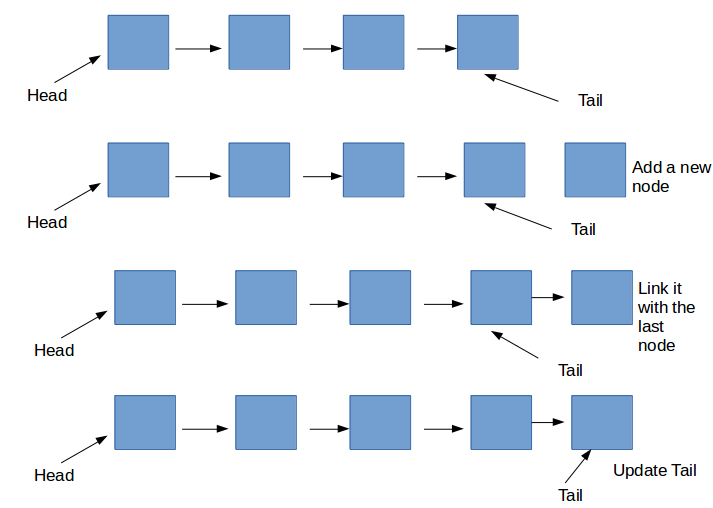 Head
Tail
Add a new
node
Head
Tail
Link it
with the
last
node
Head
Tail
Update Tail
Head
Tail